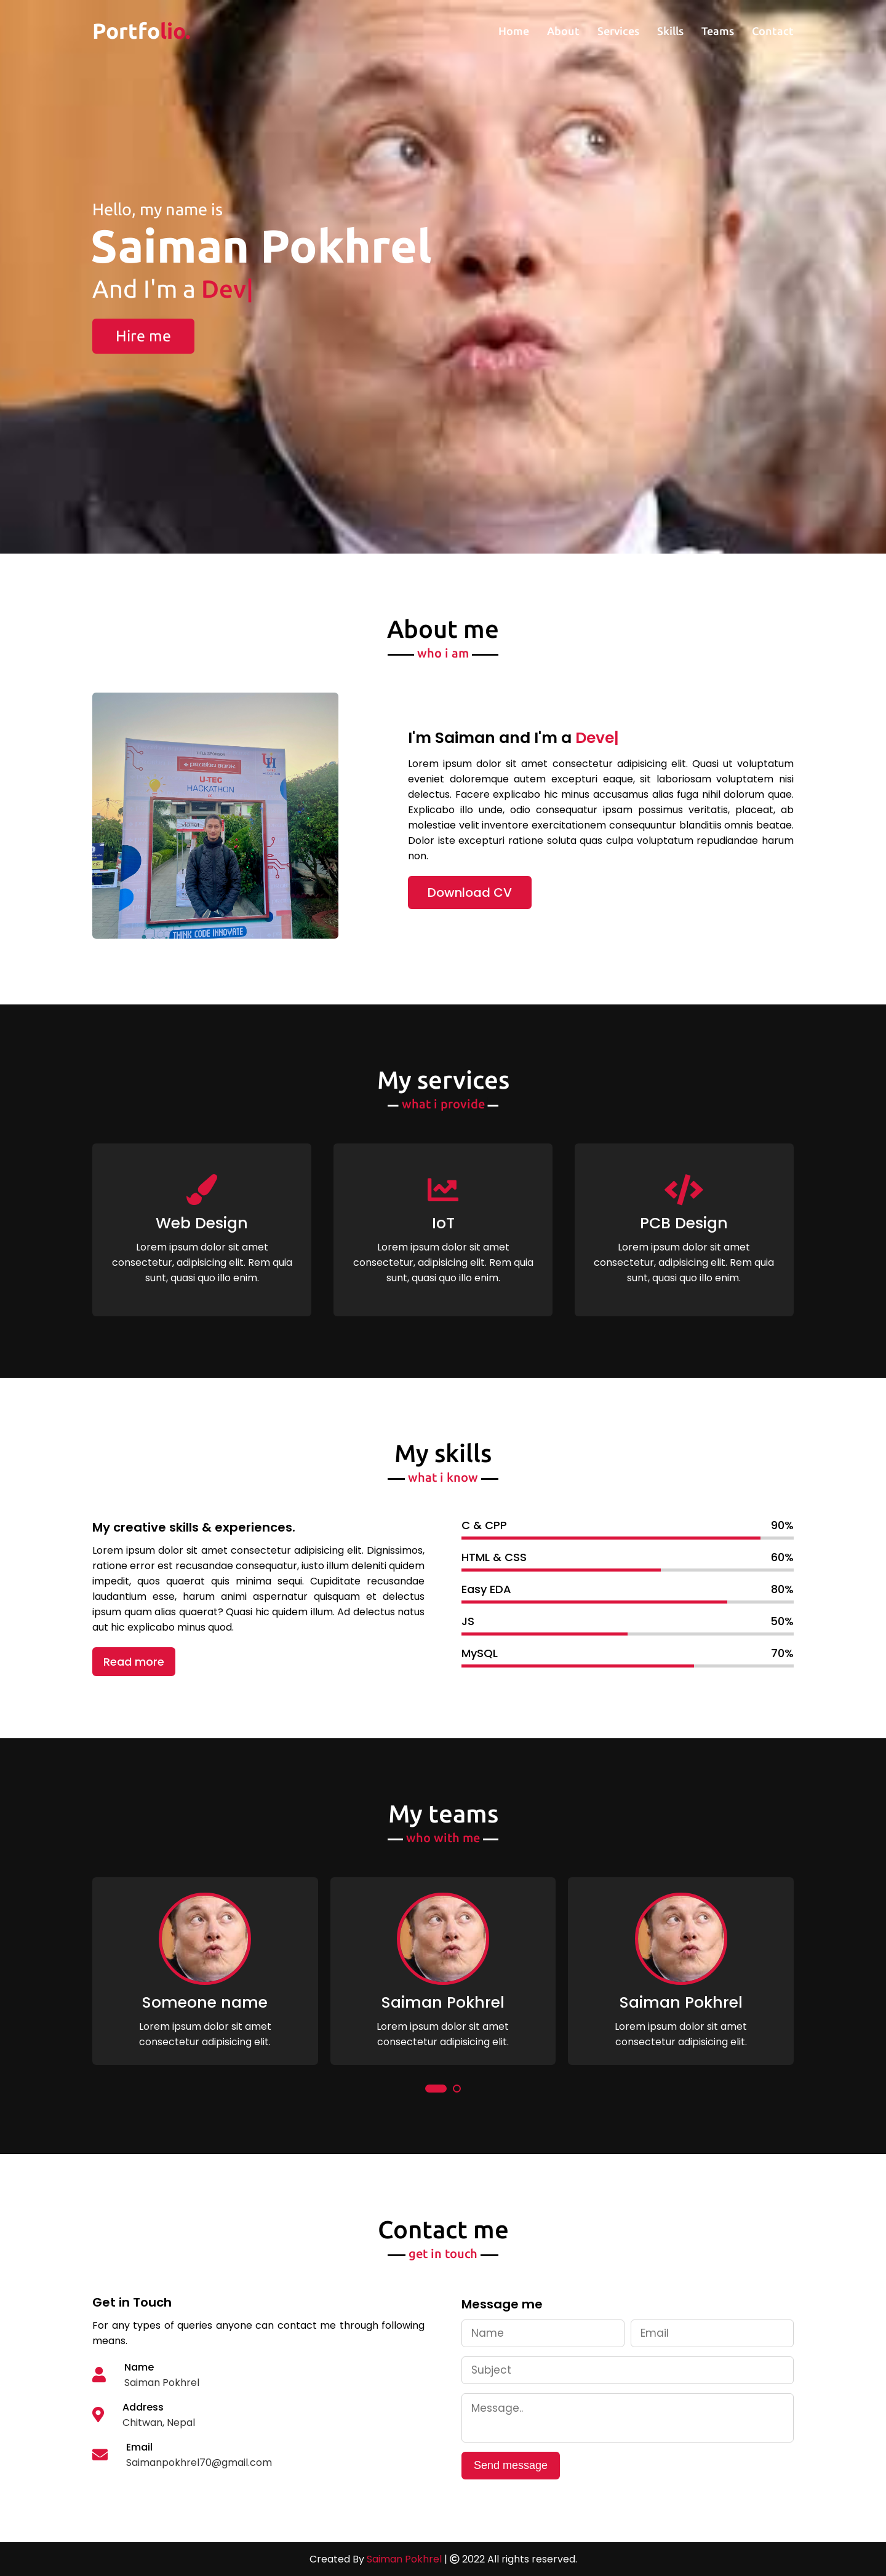 Portfolio.
Home About Services Skills Teams Contact
Hello, my name is
Saiman Pokhrel
And I'm a Dev|
Hire me
About me
who i am
U-TEC
HACKATHON
THINK CODE INNOVATE
I'm Saiman and I'm a Deve|
Lorem ipsum dolor sit amet consectetur adipisicing elit. Quasi ut voluptatum
eveniet doloremque autem excepturi eaque, sit laboriosam voluptatem nisi
delectus. Facere explicabo hic minus accusamus alias fuga nihil dolorum quae.
Explicabo illo unde, odio consequatur ipsam possimus veritatis, placeat, ab
molestiae velit inventore exercitationem consequuntur blanditiis omnis beatae.
Dolor iste excepturi ratione soluta quas culpa voluptatum repudiandae harum
non.
Download CV
My services
what i provide
Web Design
Lorem ipsum dolor sit amet
consectetur, adipisicing elit. Rem quia
sunt, quasi quo illo enim.
IoT
Lorem ipsum dolor sit amet
consectetur, adipisicing elit. Rem quia
sunt, quasi quo illo enim.
PCB Design
Lorem ipsum dolor sit amet
consectetur, adipisicing elit. Rem quia
sunt, quasi quo illo enim.
My skills
what i know
My creative skills & experiences.
Lorem ipsum dolor sit amet consectetur adipisicing elit. Dignissimos,
ratione error est recusandae consequatur, iusto illum deleniti quidem
impedit, quos quaerat quis minima sequi. Cupiditate recusandae
laudantium esse, harum animi aspernatur quisquam et delectus
ipsum quam alias quaerat? Quasi hic quidem illum. Ad delectus natus
aut hic explicabo minus quod.
Read more
C & CPP 90%
HTML & CSS 60%
Easy EDA 80%
JS 50%
MySQL 70%
My teams
who with me
Someone name
Lorem ipsum dolor sit amet
consectetur adipisicing elit.
Saiman Pokhrel
Lorem ipsum dolor sit amet
consectetur adipisicing elit.
Saiman Pokhrel
Lorem ipsum dolor sit amet
consectetur adipisicing elit.
Contact me
get in touch
Get in Touch
For any types of queries anyone can contact me through following
means.
Name
Saiman Pokhrel
Address
Chitwan, Nepal
Email
Saimanpokhrel70@gmail.com
Message me
Name Email
Subject
Message..
Send message
Created By Saiman Pokhrel | © 2022 All rights reserved.